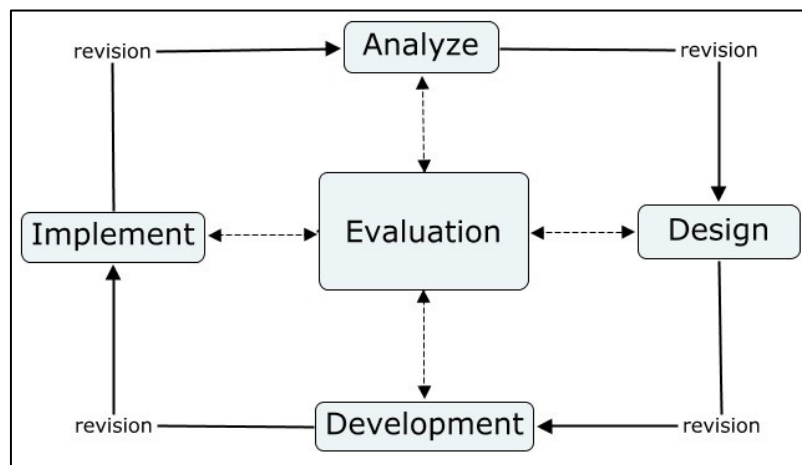 Analyze
revision
revision
Implement
Evaluation
Design
Development
revision
revision